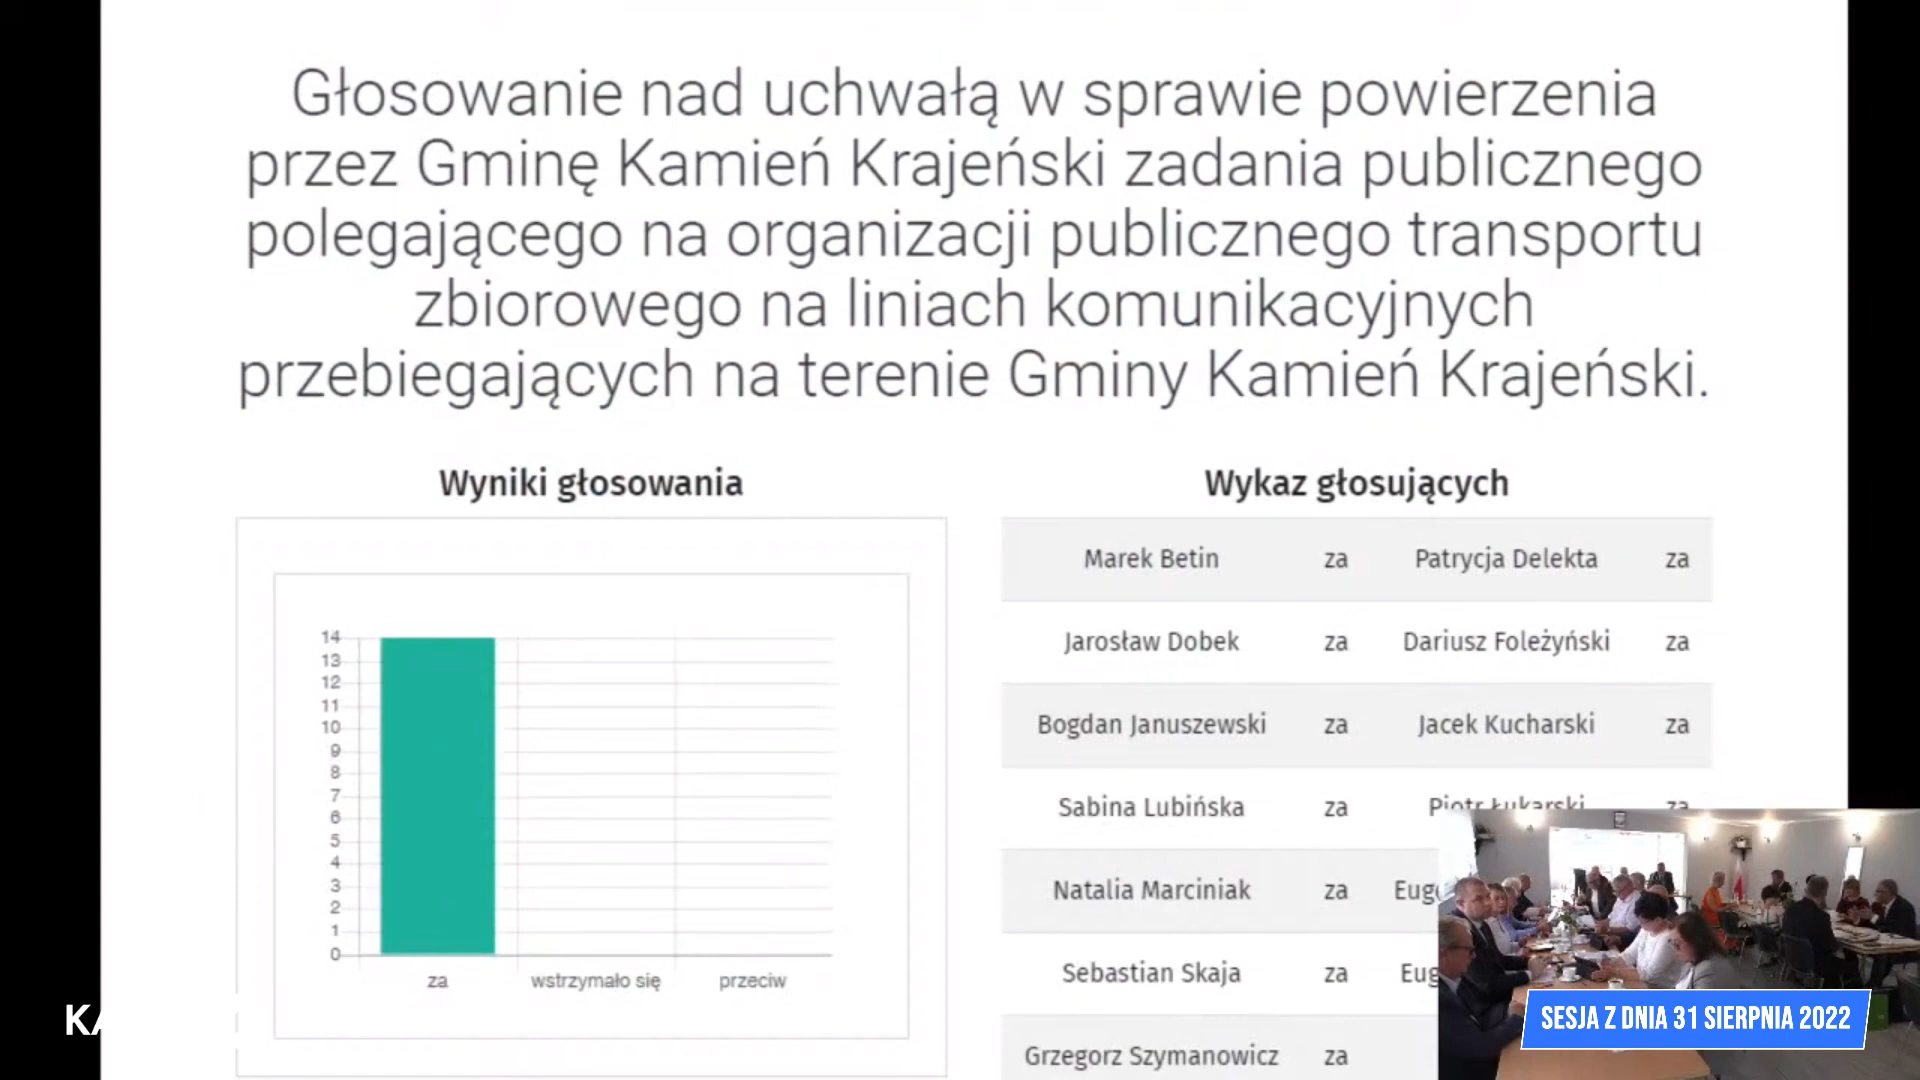 Głosowanie nad uchwałą w sprawie powierzenia
przez Gminę Kamień Krajeński zadania publicznego
polegającego na organizacji publicznego transportu
zbiorowego na liniach komunikacyjnych
przebiegających na terenie Gminy Kamień Krajeński.
Wyniki głosowania
14
13
12
11
10
9
8
7
6
5
4
3
2
1
0
za wstrzymało się przeciw
Wykaz głosujących
Marek Betin za Patrycja Delekta za
Jarosław Dobek za Dariusz Foleżyński za
Bogdan Januszewski za Jacek Kucharski za
Sabina Lubińska za Piotr Łukarski za
Natalia Marciniak za
Sebastian Skaja za
Grzegorz Szymanowicz za
SESJA Z DNIA 31 SIERPNIA 2022